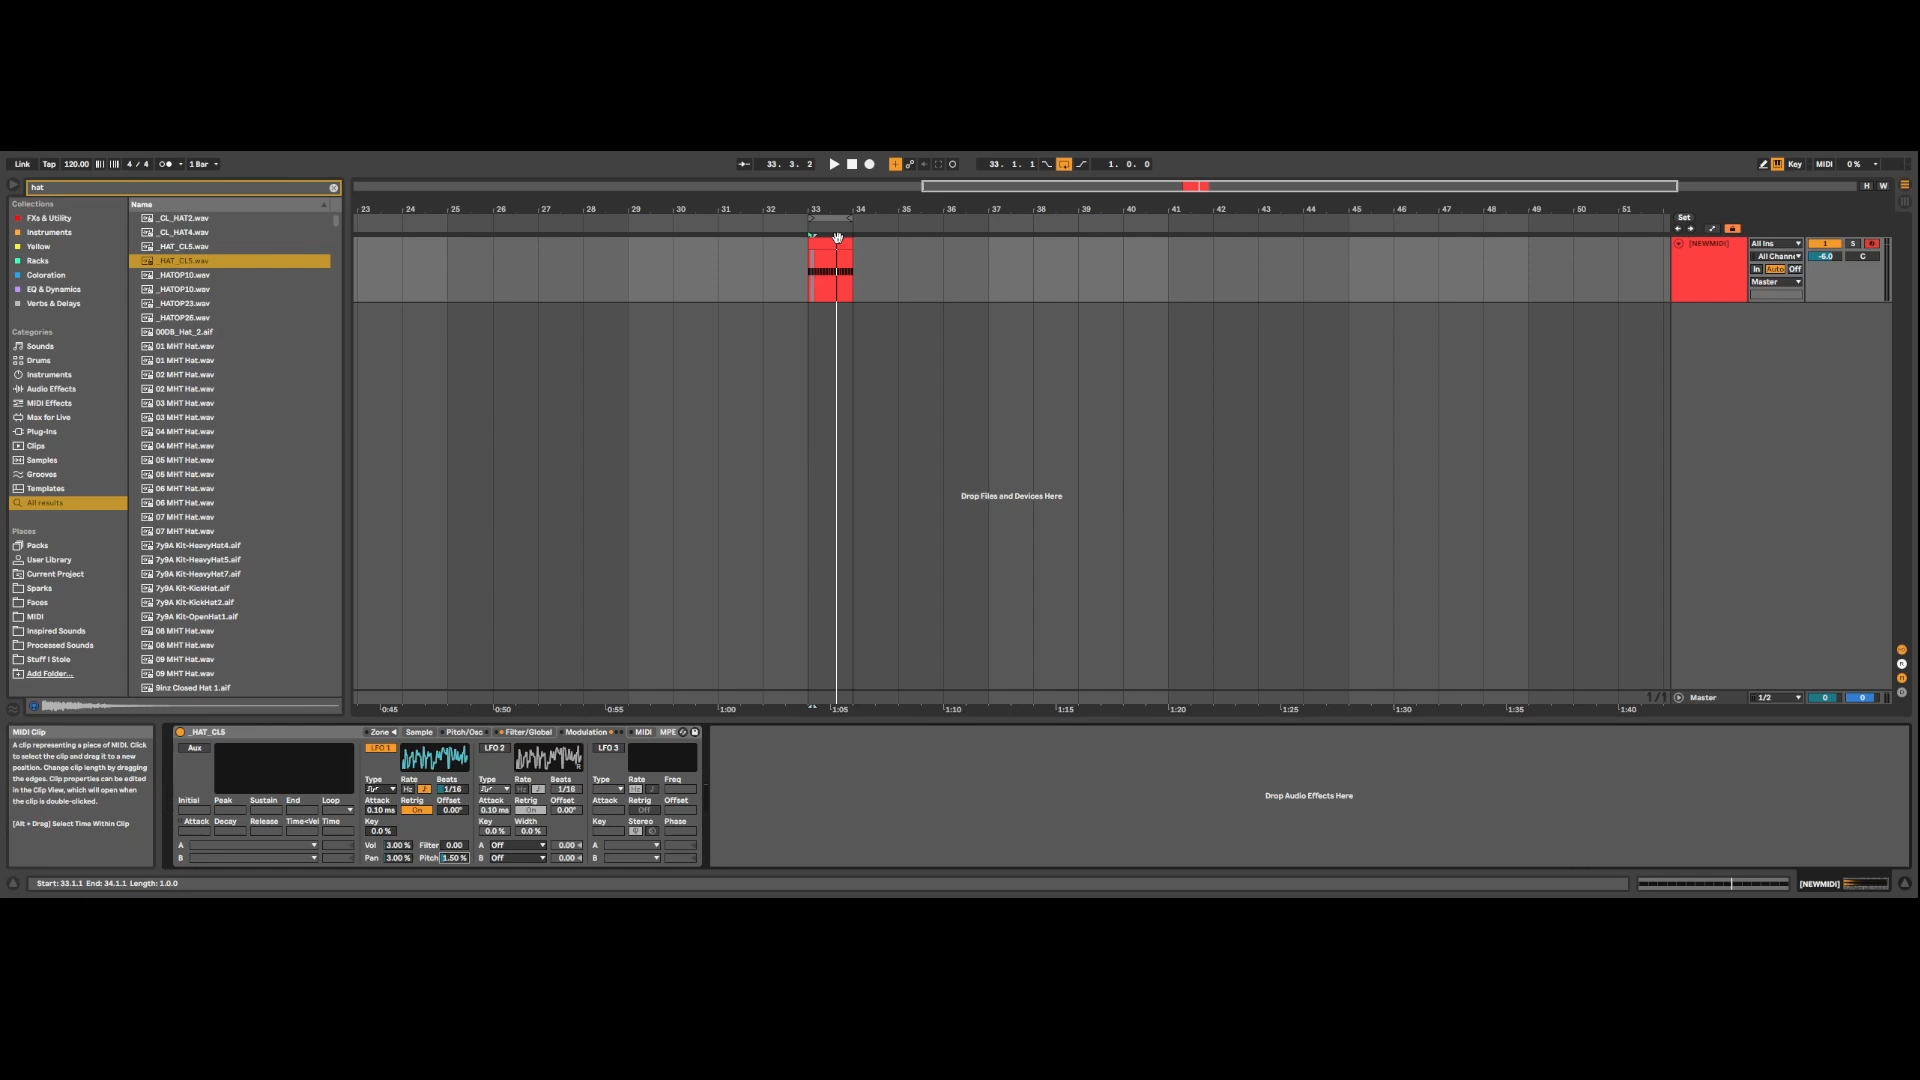 Link Tap 120.00 4 / 4 1 Bar 33. 3. 2 33. 1. 1 1. 0. 0 Key MIDI 0 %
hat H W
Collections Name
23 24 25 26 27 28 29 30 31 32 33 34 35 36 37 38 39 40 41 42 43 44 45 46 47 48 49 50 51
FXs & Utility _CL_HAT2.wav Set
Instruments _CL_HAT4.wav
Yellow _HAT_CL5.wav [NEWMIDI] All Ins 1 S
Racks _HAT_CL5.wav All Channe -6.0 C
Coloration _HATOP10.wav In Auto Off
EQ & Dynamics _HATOP10.wav Master
Verbs & Delays _HATOP23.wav
_HATOP26.wav
Categories 00DB_Hat_2.aif
Sounds 01 MHT Hat.wav
Drums 01 MHT Hat.wav
Instruments 02 MHT Hat.wav
Audio Effects 02 MHT Hat.wav
MIDI Effects 03 MHT Hat.wav
Max for Live 03 MHT Hat.wav
Plug-Ins 04 MHT Hat.wav
Clips 04 MHT Hat.wav
Samples 05 MHT Hat.wav
Grooves 05 MHT Hat.wav
Templates 06 MHT Hat.wav
All results 06 MHT Hat.wav
Drop Files and Devices Here
07 MHT Hat.wav
Places 07 MHT Hat.wav
Packs 7y9A Kit-HeavyHat4.aif
User Library 7y9A Kit-HeavyHat5.aif
Current Project 7y9A Kit-HeavyHat7.aif
Sparks 7y9A Kit-KickHat.aif
Faces 7y9A Kit-KickHat2.aif
MIDI 7y9A Kit-OpenHat1.aif
Inspired Sounds 08 MHT Hat.wav
Processed Sounds 08 MHT Hat.wav
Stuff I Stole 09 MHT Hat.wav
Add Folder... 09 MHT Hat.wav
9inz Closed Hat 1.aif
1/1 Master 1/2 0 0
0:45 0:50 0:55 1:00 1:05 1:10 1:15 1:20 1:25 1:30 1:35 1:40
MIDI Clip _HAT_CL5 Zone Sample Pitch/Osc Filter/Global Modulation MIDI MPE
A clip representing a piece of MIDI. Click
to select the clip and drag it to a new
position. Change clip length by dragging
the edges. Clip properties can be edited
in the Clip View, which will open when
the clip is double-clicked.
[Alt + Drag] Select Time Within Clip
Aux LFO 1 LFO 2 LFO 3
Type Rate Beats Type Rate Beats Type Rate Freq
Hz 1/16 Hz 1/16 Hz
Initial Peak Sustain End Loop Attack Retrig Offset Attack Retrig Offset Attack Retrig Offset
0.10 ms On 0.00° 0.10 ms On 0.00° Off
Attack Decay Release Time<Vel Time Key Key Width Key Stereo Phase
0.0 % 0.0 % 0.0 %
A Vol 3.00 % Filter 0.00 A Off 0.00 A
B Pan 3.00 % Pitch 1.50 % B Off 0.00 B
Drop Audio Effects Here
Start: 33.1.1 End: 34.1.1 Length: 1.0.0 [NEWMIDI]